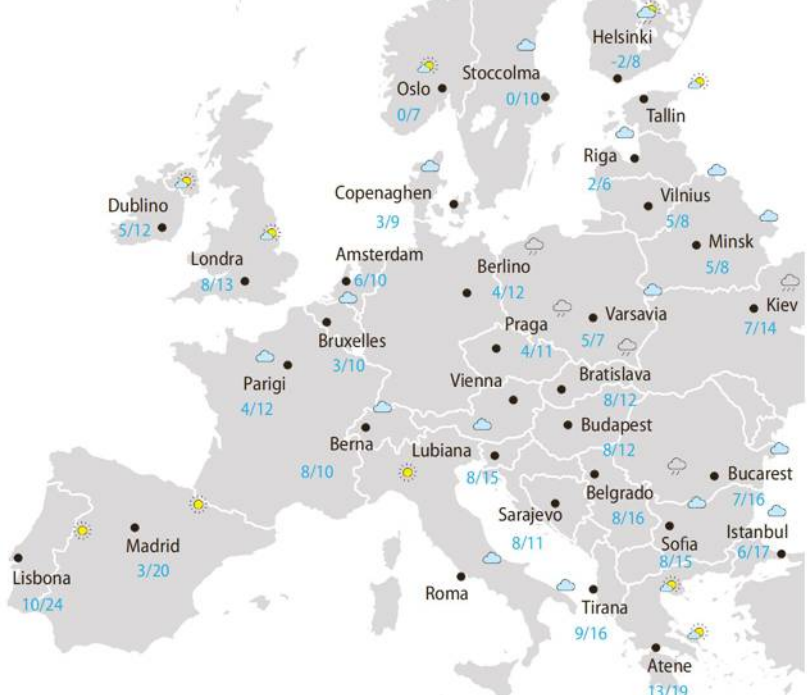 Helsinki
-2/8
Stoccolma
0/10
Oslo
0/7
Tallin
Riga
2/6
Copenaghen
3/9
Vilnius
5/8
Dublino
5/12
Minsk
5/8
Londra
8/13
Amsterdam
6/10
Berlino
4/12
Kiev
7/14
Varsavia
5/7
Praga
4/11
Bruxelles
3/10
Parigi
4/12
Vienna
Bratislava
8/12
Budapest
8/12
Berna
8/10
Lubiana
8/15
Bucarest
7/16
Belgrado
8/16
Sarajevo
8/11
Sofia
8/15
Istanbul
6/17
Madrid
3/20
Lisbona
10/24
Roma
Tirana
9/16
Atene
13/19